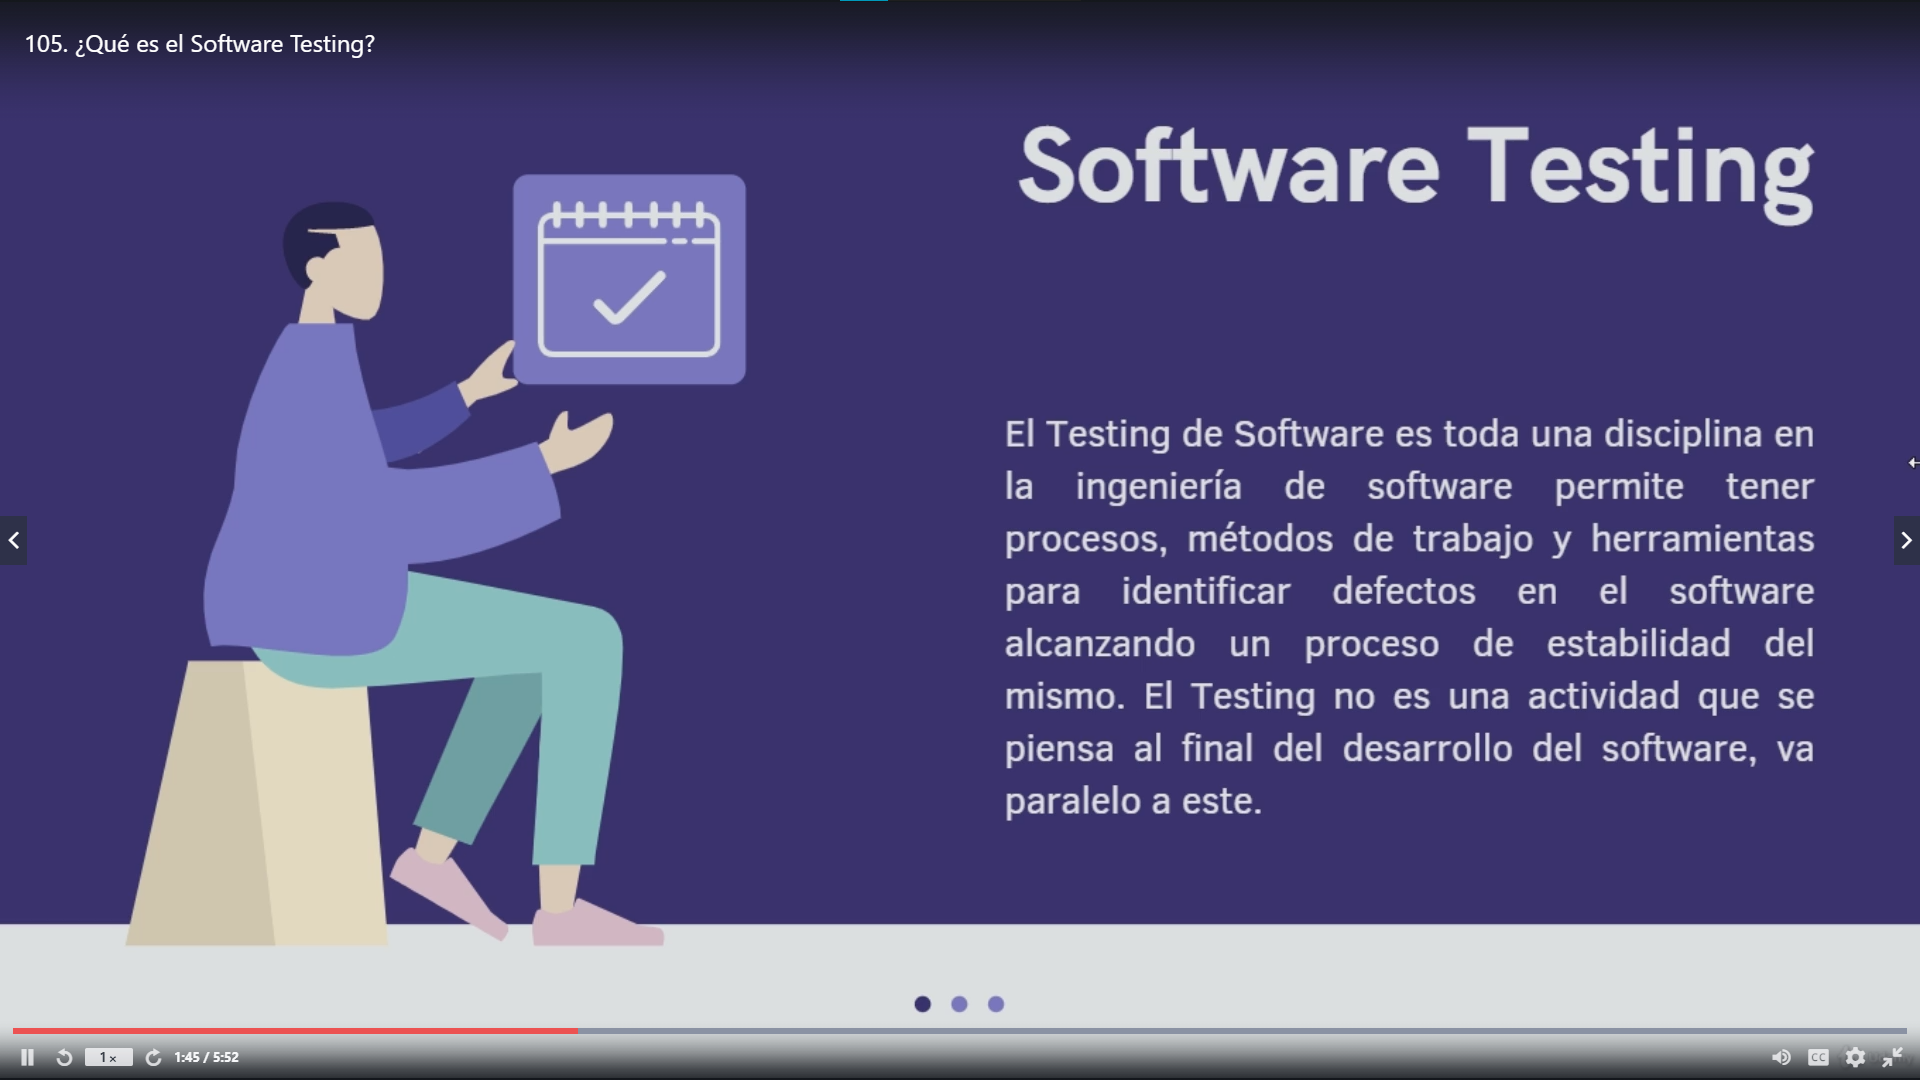 105. ¿Qué es el Software Testing?
Software Testing
El Testing de Software es toda una disciplina en
la ingeniería de software permite tener
procesos, métodos de trabajo y herramientas
para identificar defectos en el software
alcanzando un proceso de estabilidad del
mismo. El Testing no es una actividad que se
piensa al final del desarrollo del software, va
paralelo a este.
1x
1:45 / 5:52
CC